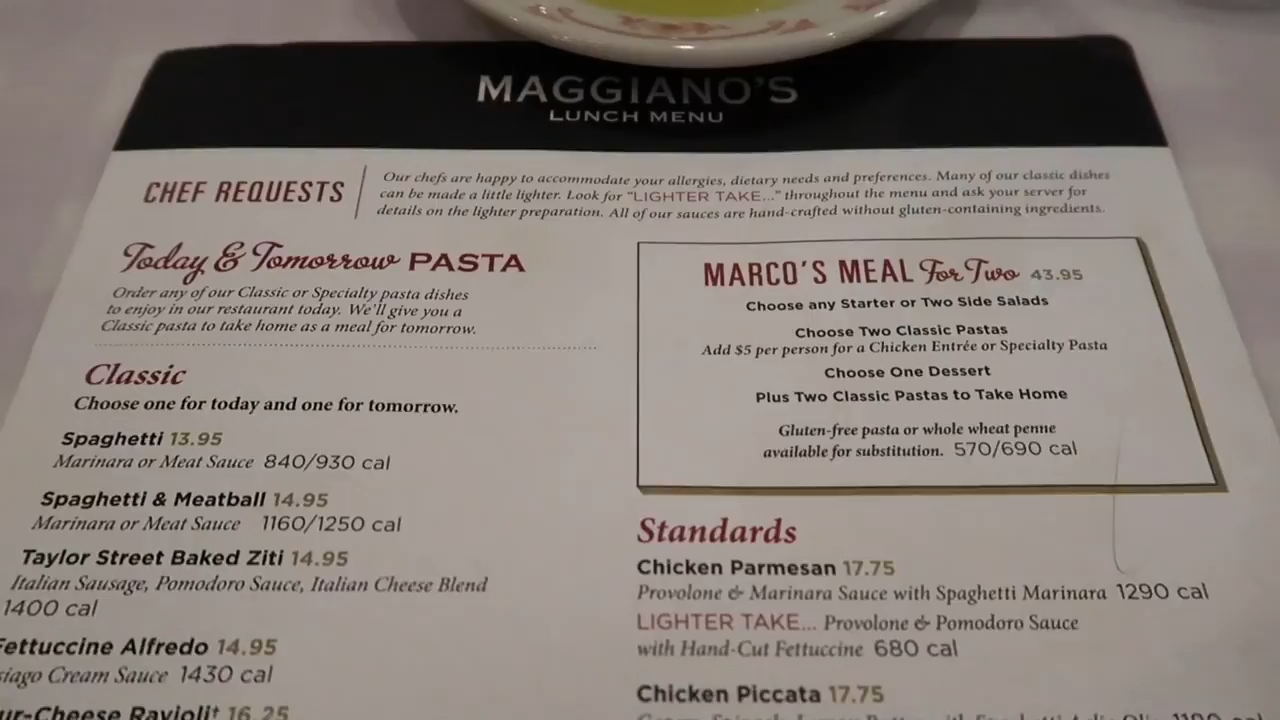 MAGGIANO'S
LUNCH MENU
CHEF REQUESTS
Our chefs are happy to accommodate your allergies, dietary needs and preferences. Many of our classic dishes
can be made a little lighter. Look for "LIGHTER TAKE..." throughout the menu and ask your server for
details on the lighter preparation. All of our sauces are hand-crafted without gluten-containing ingredients.
Today & Tomorrow PASTA
Order any of our Classic or Specialty pasta dishes
to enjoy in our restaurant today. We'll give you a
Classic pasta to take home as a meal for tomorrow.
Classic
Choose one for today and one for tomorrow.
Spaghetti 13.95
Marinara or Meat Sauce 840/930 cal
Spaghetti & Meatball 14.95
Marinara or Meat Sauce 1160/1250 cal
Taylor Street Baked Ziti 14.95
Italian Sausage, Pomodoro Sauce, Italian Cheese Blend
1400 cal
Fettuccine Alfredo 14.95
siago Cream Sauce 1430 cal
ur-Cheese Ravioli† 16.25
MARCO'S MEAL For Two 43.95
Choose any Starter or Two Side Salads
Choose Two Classic Pastas
Add $5 per person for a Chicken Entrée or Specialty Pasta
Choose One Dessert
Plus Two Classic Pastas to Take Home
Gluten-free pasta or whole wheat penne
available for substitution. 570/690 cal
Standards
Chicken Parmesan 17.75
Provolone & Marinara Sauce with Spaghetti Marinara 1290 cal
LIGHTER TAKE... Provolone & Pomodoro Sauce
with Hand-Cut Fettuccine 680 cal
Chicken Piccata 17.75